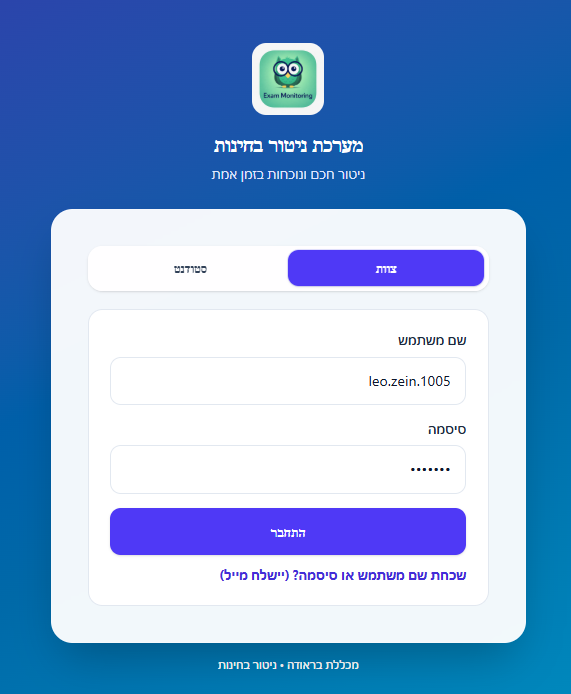 Exam Monitoring
מערכת ניטור בחינות
ניטור חכם ונוכחות בזמן אמת
צוות
סטודנט
שם משתמש
leo.zein.1005
סיסמה
•••••••
התחבר
שכחת שם משתמש או סיסמה? (יישלח מייל)
מכללת בראודה • ניטור בחינות